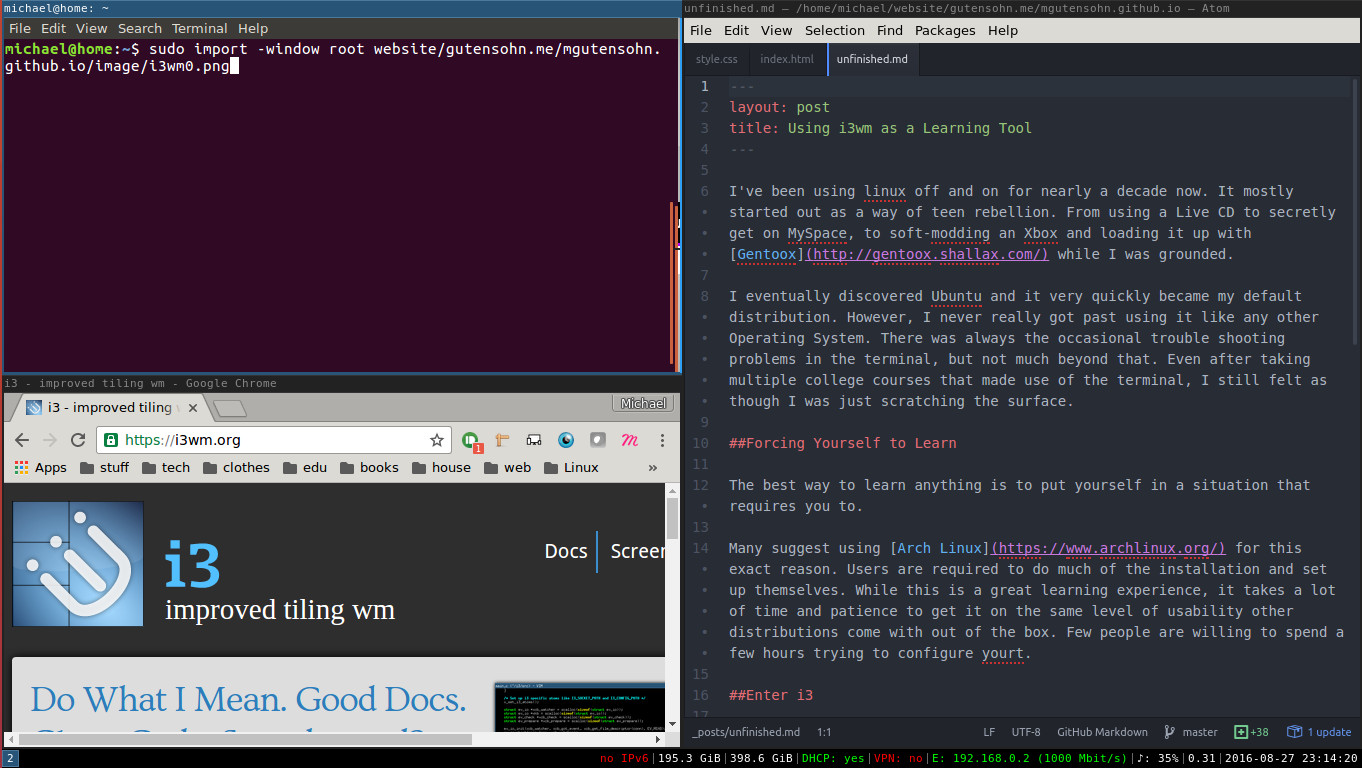 michael@home: ~
File Edit View Search Terminal Help
michael@home:~$ sudo import -window root website/gutensohn.me/mgutensohn.
github.io/image/i3wm0.png
i3 - improved tiling wm - Google Chrome
i3 - improved tiling
Michael
https://i3wm.org
1
Apps stuff tech clothes edu books house web Linux »
Docs Screen
i3
improved tiling wm
Do What I Mean. Good Docs.
unfinished.md — /home/michael/website/gutensohn.me/mgutensohn.github.io — Atom
File Edit View Selection Find Packages Help
style.css index.html unfinished.md
1 ---
2 layout: post
3 title: Using i3wm as a Learning Tool
4 ---
5
6 I've been using linux off and on for nearly a decade now. It mostly
• started out as a way of teen rebellion. From using a Live CD to secretly
• get on MySpace, to soft-modding an Xbox and loading it up with
• [Gentoox](http://gentoox.shallax.com/) while I was grounded.
7
8 I eventually discovered Ubuntu and it very quickly became my default
• distribution. However, I never really got past using it like any other
• Operating System. There was always the occasional trouble shooting
• problems in the terminal, but not much beyond that. Even after taking
• multiple college courses that made use of the terminal, I still felt as
• though I was just scratching the surface.
9
10 ##Forcing Yourself to Learn
11
12 The best way to learn anything is to put yourself in a situation that
• requires you to.
13
14 Many suggest using [Arch Linux](https://www.archlinux.org/) for this
• exact reason. Users are required to do much of the installation and set
• up themselves. While this is a great learning experience, it takes a lot
• of time and patience to get it on the same level of usability other
• distributions come with out of the box. Few people are willing to spend a
• few hours trying to configure yourt.
15
16 ##Enter i3
17
_posts/unfinished.md 1:1 LF UTF-8 GitHub Markdown master +38 1 update
2 no IPv6|195.3 GiB|398.6 GiB|DHCP: yes|VPN: no|E: 192.168.0.2 (1000 Mbit/s)|♪: 35%|0.31|2016-08-27 23:14:20